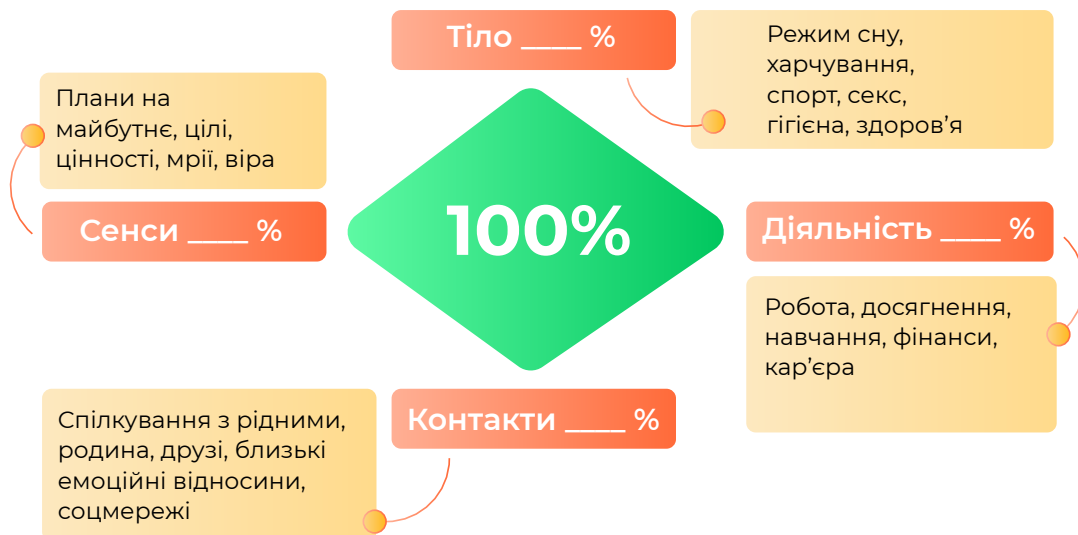 Тіло ____ %
Режим сну,
харчування,
спорт, секс,
гігієна, здоров’я
Плани на
майбутнє, цілі,
цінності, мрії, віра
Сенси ____ %
100%
Діяльність ____ %
Робота, досягнення,
навчання, фінанси,
кар’єра
Контакти ____ %
Спілкування з рідними,
родина, друзі, близькі
емоційні відносини,
соцмережі